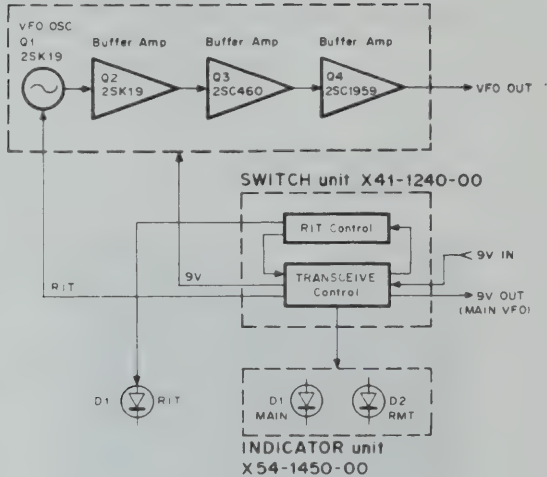 VFO OSC
Q1
2SK19
Buffer Amp
Buffer Amp
Buffer Amp
Q2
2SK19
Q3
2SC460
Q4
2SC1959
VFO OUT
SWITCH unit X41-1240-00
RIT Control
TRANSCEIVE
Control
9V IN
9V OUT
(MAIN VFO)
RIT
9V
D1
RIT
D1
MAIN
D2
RMT
INDICATOR unit
X54-1450-00